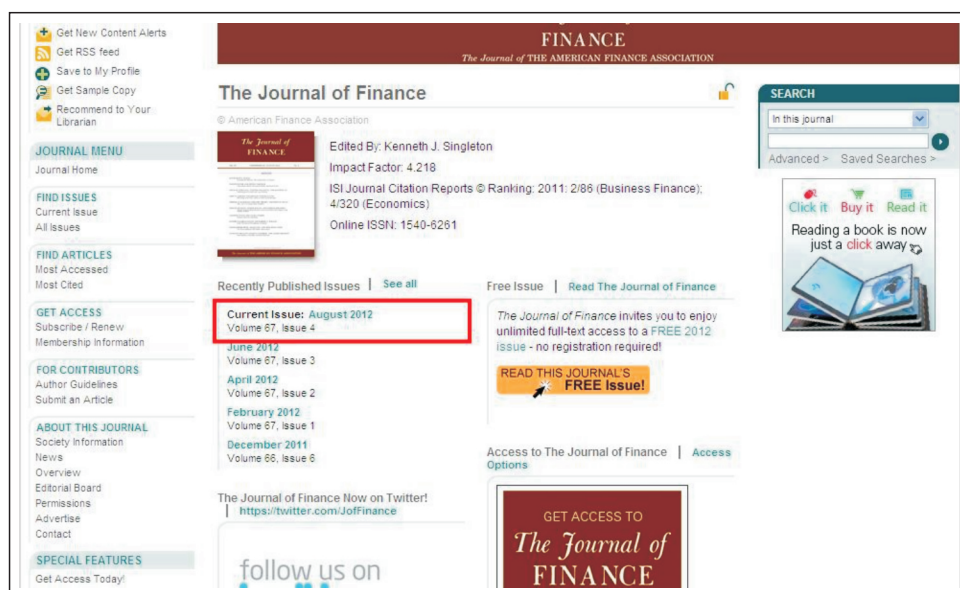 Get New Content Alerts
Get RSS feed
Save to My Profile
Get Sample Copy
Recommend to Your
Librarian
JOURNAL MENU
Journal Home
FIND ISSUES
Current Issue
All Issues
FIND ARTICLES
Most Accessed
Most Cited
GET ACCESS
Subscribe / Renew
Membership Information
FOR CONTRIBUTORS
Author Guidelines
Submit an Article
ABOUT THIS JOURNAL
Society Information
News
Overview
Editorial Board
Permissions
Advertise
Contact
SPECIAL FEATURES
Get Access Today!
FINANCE
The Journal of THE AMERICAN FINANCE ASSOCIATION
The Journal of Finance
© American Finance Association
The Journal of
FINANCE
Edited By: Kenneth J. Singleton
Impact Factor: 4.218
ISI Journal Citation Reports © Ranking: 2011: 2/86 (Business Finance);
4/320 (Economics)
Online ISSN: 1540-6261
Recently Published Issues | See all
Current Issue: August 2012
Volume 67, Issue 4
June 2012
Volume 67, Issue 3
April 2012
Volume 67, Issue 2
February 2012
Volume 67, Issue 1
December 2011
Volume 66, Issue 6
The Journal of Finance Now on Twitter!
| https://twitter.com/JofFinance
follow us on
Free Issue | Read The Journal of Finance
The Journal of Finance invites you to enjoy
unlimited full-text access to a FREE 2012
issue - no registration required!
READ THIS JOURNAL'S
FREE Issue!
Access to The Journal of Finance | Access
Options
GET ACCESS TO
The Journal of
FINANCE
SEARCH
In this journal
Advanced > Saved Searches >
Click it Buy it Read it
Reading a book is now
just a click away